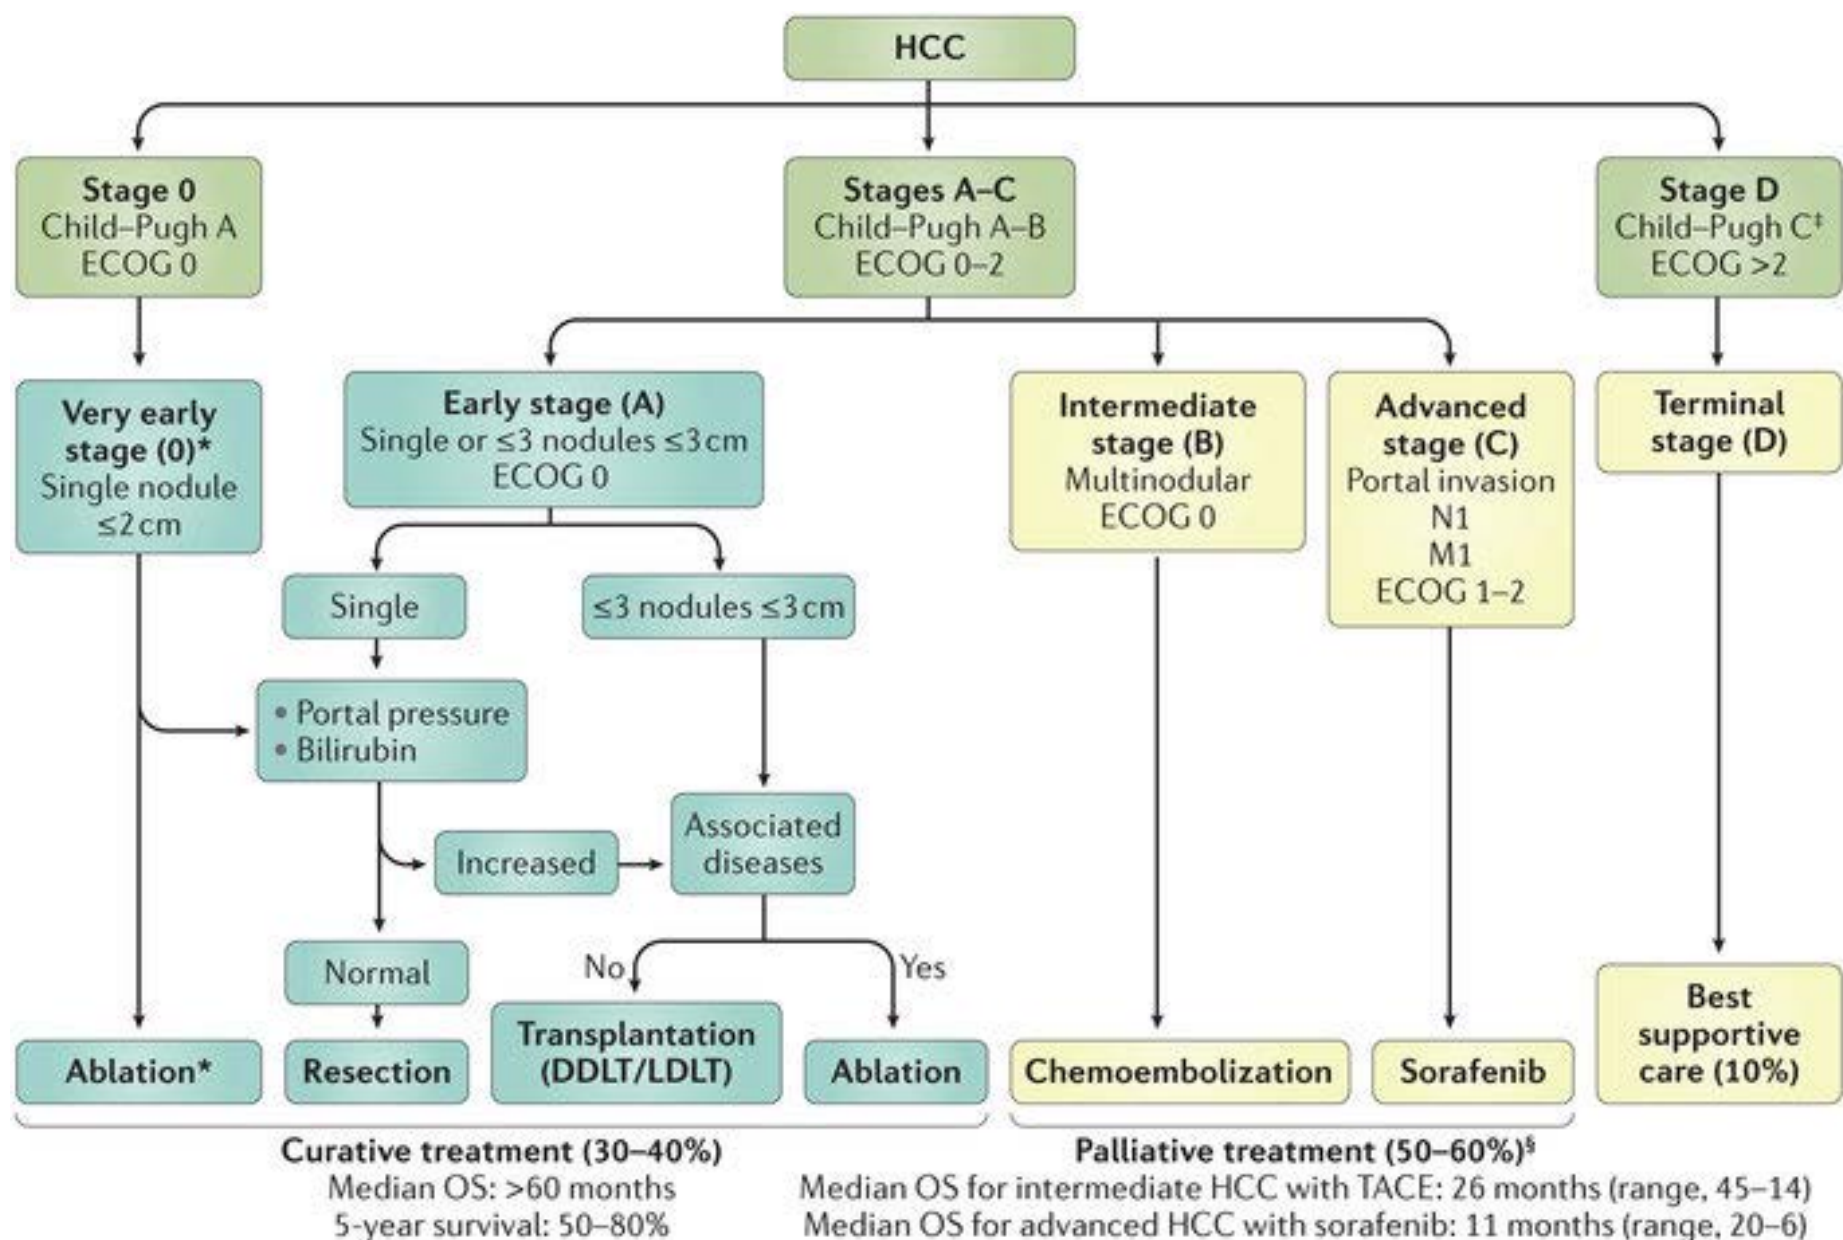 HCC
Stage 0
Child–Pugh A
ECOG 0
Stages A–C
Child–Pugh A–B
ECOG 0–2
Stage D
Child–Pugh C‡
ECOG >2
Very early
stage (0)*
Single nodule
≤2 cm
Early stage (A)
Single or ≤3 nodules ≤3 cm
ECOG 0
Intermediate
stage (B)
Multinodular
ECOG 0
Advanced
stage (C)
Portal invasion
N1
M1
ECOG 1–2
Terminal
stage (D)
Single
≤3 nodules ≤3 cm
• Portal pressure
• Bilirubin
Increased
Associated
diseases
Normal
No
Yes
Ablation*
Resection
Transplantation
(DDLT/LDLT)
Ablation
Chemoembolization
Sorafenib
Best
supportive
care (10%)
Curative treatment (30–40%)
Median OS: >60 months
5-year survival: 50–80%
Palliative treatment (50–60%)§
Median OS for intermediate HCC with TACE: 26 months (range, 45–14)
Median OS for advanced HCC with sorafenib: 11 months (range, 20–6)